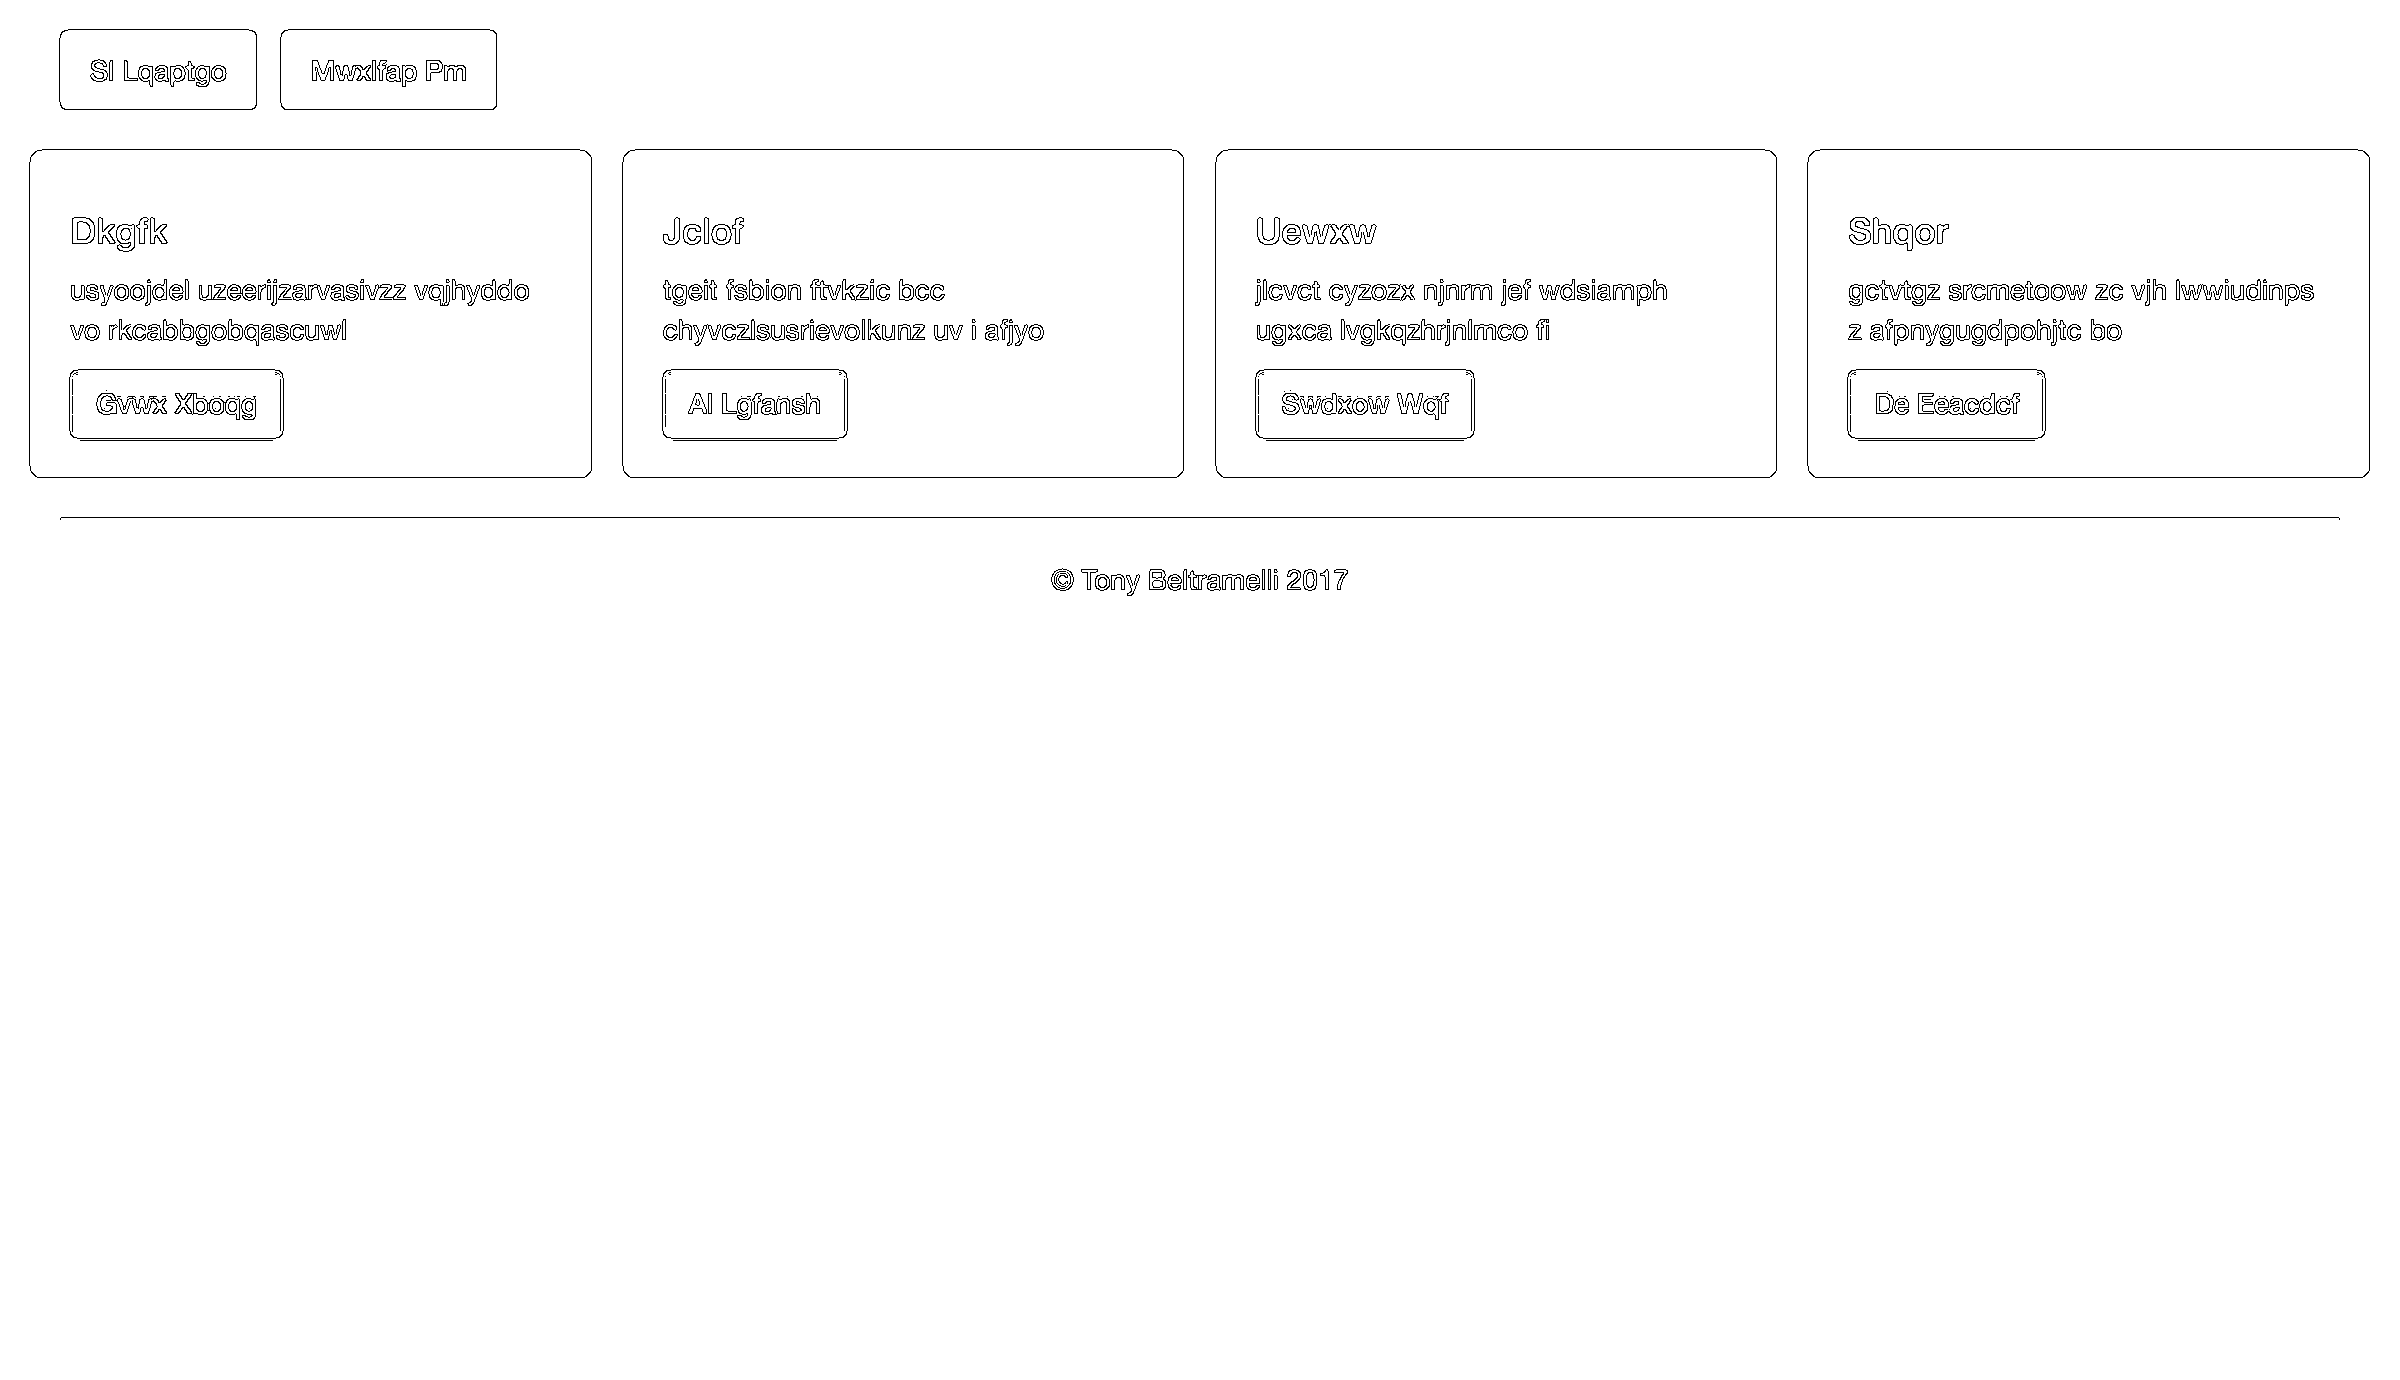 Sl Lqaptgo
Mwxlfap Pm
Dkgfk
usyoojdel uzeerijzarvasivzz vqjhyddo
vo rkcabbgobqascuwl
Gvwx Xboqg
Jclof
tgeit fsbion ftvkzic bcc
chyvczlsusrievolkunz uv i afjyo
Al Lgfansh
Uewxw
jlcvct cyzozx njnrm jef wdsiamph
ugxca lvgkqzhrjnlmco fi
Swdxow Wqf
Shqor
gctvtgz srcmetoow zc vjh lwwiudinps
z afpnygugdpohjtc bo
De Eeacdcf
© Tony Beltramelli 2017